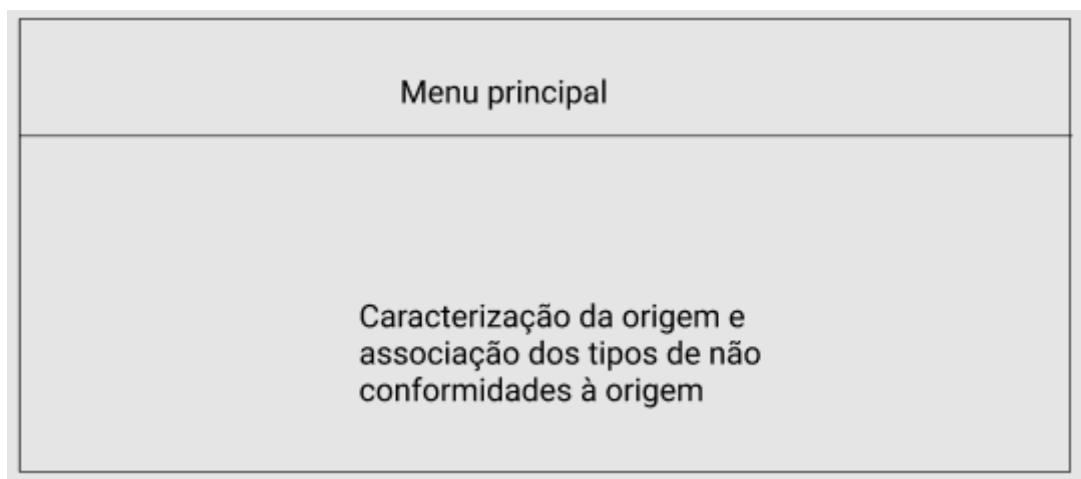 Menu principal
Caracterização da origem e
associação dos tipos de não
conformidades à origem